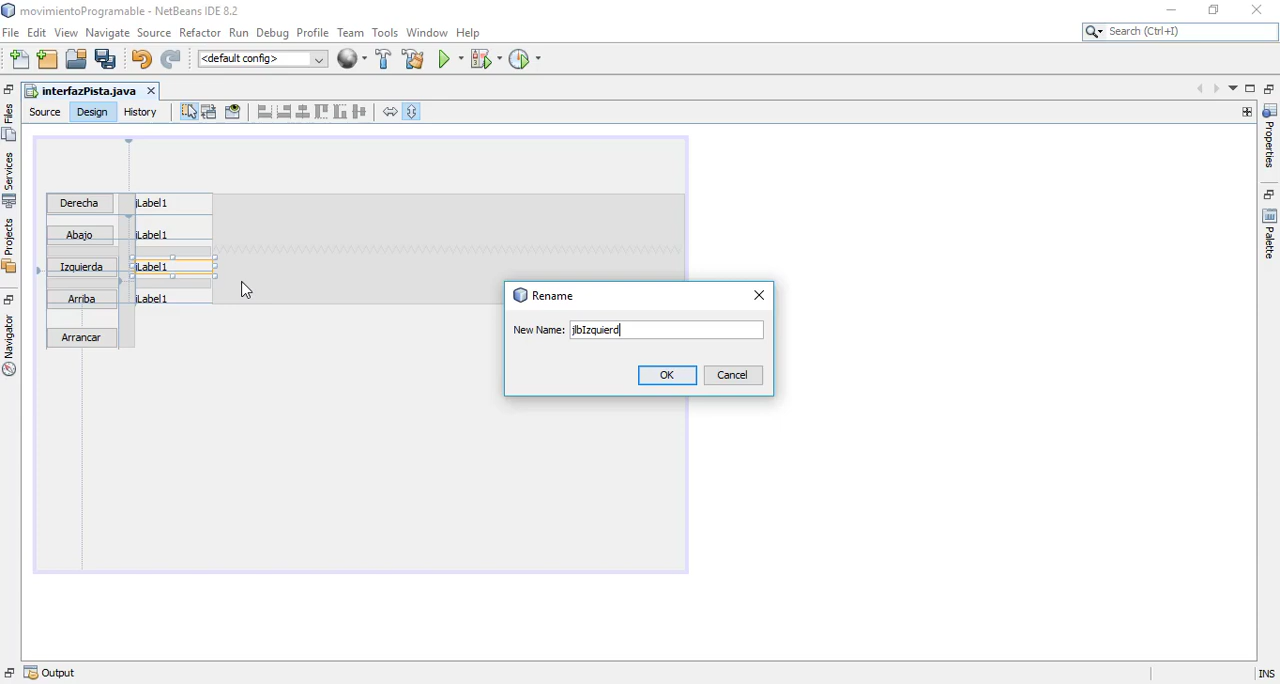 movimientoProgramable - NetBeans IDE 8.2
File Edit View Navigate Source Refactor Run Debug Profile Team Tools Window Help
Search (Ctrl+I)
<default config>
interfazPista.java
Source Design History
Files
Services
Projects
Navigator
Properties
Palette
Derecha jLabel1
Abajo jLabel1
Izquierda jLabel1
Arriba jLabel1
Arrancar
Rename
New Name: jlbIzquierd
OK Cancel
Output
INS